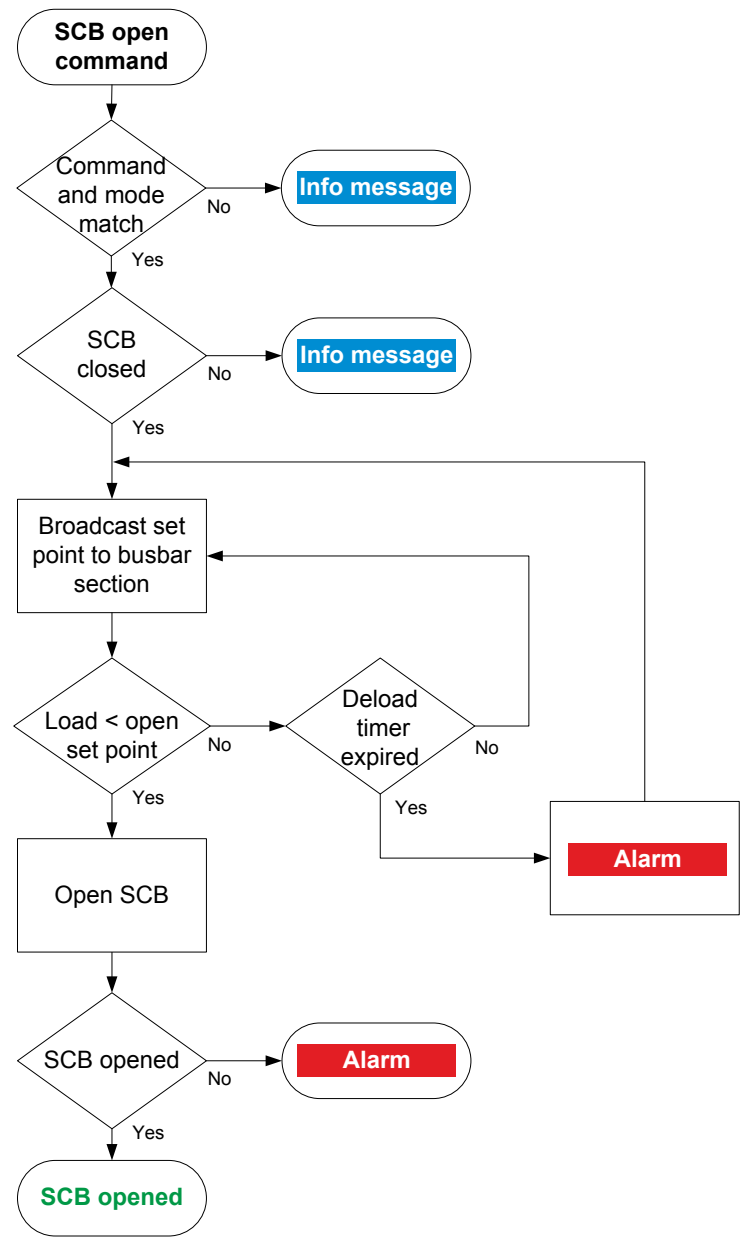 SCB open
command
Command
and mode
match
No
Info message
Yes
SCB
closed
No
Info message
Yes
Broadcast set
point to busbar
section
Load < open
set point
No
Deload
timer
expired
No
Yes
Yes
Alarm
Open SCB
SCB opened
No
Alarm
Yes
SCB opened